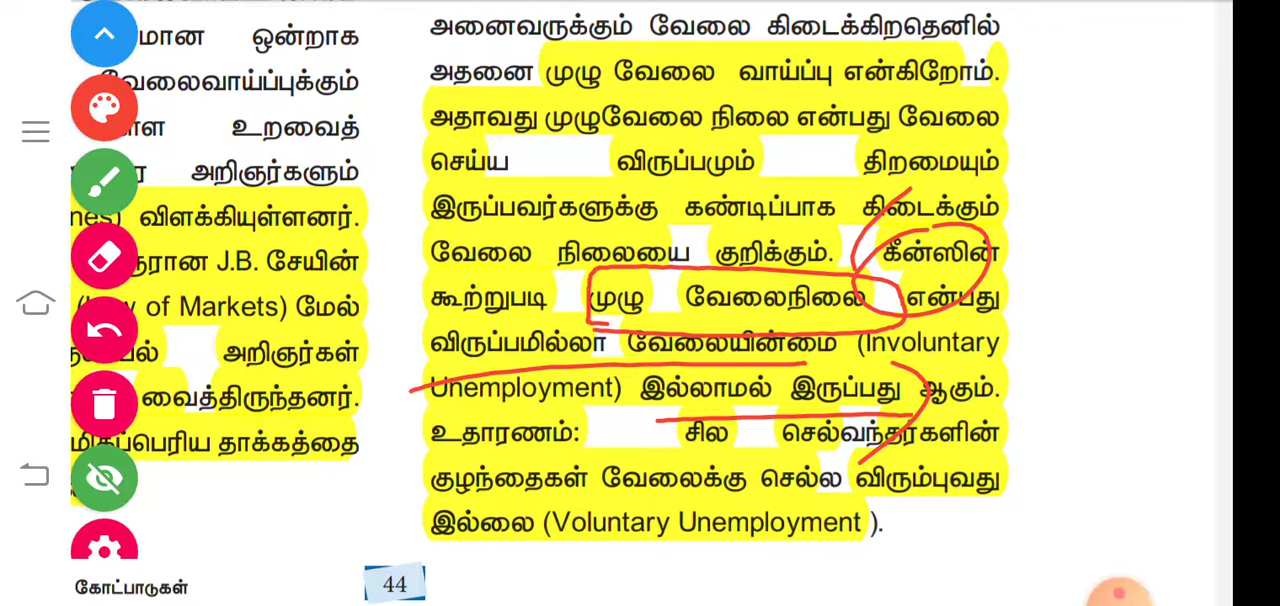 மான ஒன்றாக
வேலைவாய்ப்புக்கும்
உறவைத்
அறிஞர்களும்
விளக்கியுள்ளனர்.
ரான J.B. சேயின்
of Markets) மேல்
அறிஞர்கள்
வைத்திருந்தனர்.
மிகப்பெரிய தாக்கத்தை
அனைவருக்கும் வேலை கிடைக்கிறதெனில்
அதனை முழு வேலை வாய்ப்பு என்கிறோம்.
அதாவது முழுவேலை நிலை என்பது வேலை
செய்ய விருப்பமும் திறமையும்
இருப்பவர்களுக்கு கண்டிப்பாக கிடைக்கும்
வேலை நிலையை குறிக்கும். கீன்ஸின்
கூற்றுபடி முழு வேலைநிலை என்பது
விருப்பமில்லா வேலையின்மை (Involuntary
Unemployment) இல்லாமல் இருப்பது ஆகும்.
உதாரணம்: சில செல்வந்தர்களின்
குழந்தைகள் வேலைக்கு செல்ல விரும்புவது
இல்லை (Voluntary Unemployment ).
கோட்பாடுகள் 44